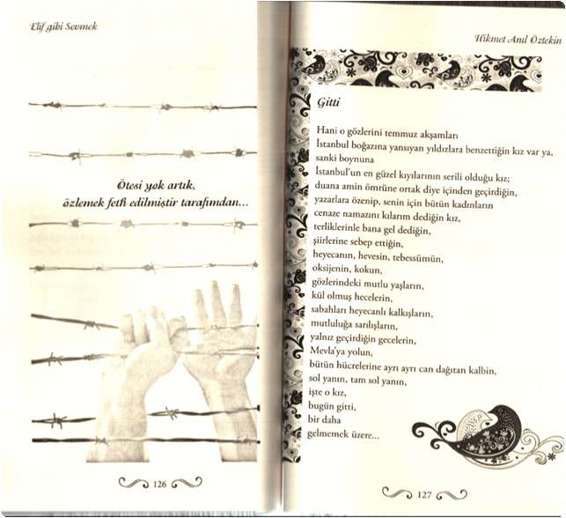 Elif gibi Sevmek
Ötesi yok artık,
özlemek feth edilmiştir tarafımdan...
126
Hikmet Anıl Öztekin
Gitti
Hani o gözlerini temmuz akşamları
İstanbul boğazına yansıyan yıldızlara benzettiğin kız var ya,
sanki boynuna
İstanbul'un en güzel kıyılarının serili olduğu kız;
duana amin ömrüne ortak diye içinden geçirdiğin,
yazarlara özenip, senin için bütün kadınların
cenaze namazını kılarım dediğin kız,
terliklerinle bana gel dediğin,
şiirlerine sebep ettiğin,
heyecanın, hevesin, tebessümün,
oksijenin, kokun,
gözlerindeki mutlu yaşların,
kül olmuş hecelerin,
sabahları heyecanlı kalkışların,
mutluluğa sarılışların,
yalnız geçirdiğin gecelerin,
Mevla'ya yolun,
bütün hücrelerine ayrı ayrı can dağıtan kalbin,
sol yanın, tam sol yanın,
işte o kız,
bugün gitti,
bir daha
gelmemek üzere...
127